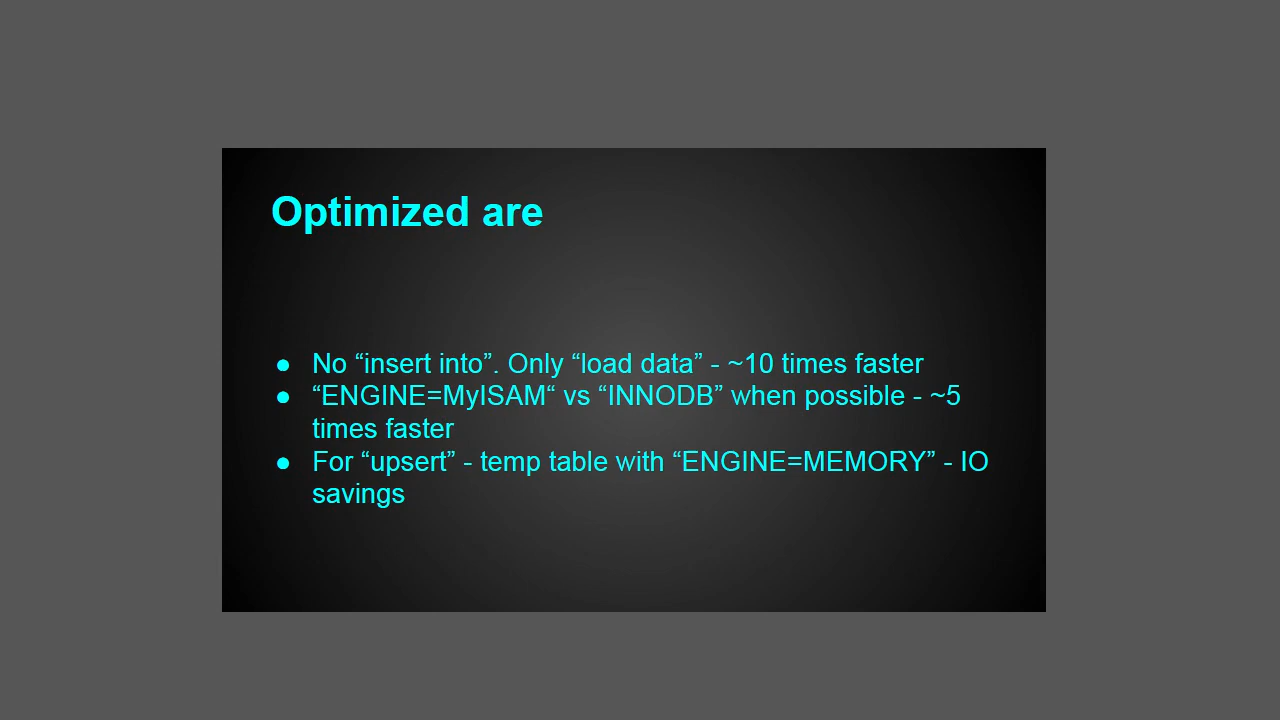 Optimized are
● No “insert into”. Only “load data” - ~10 times faster
● “ENGINE=MyISAM“ vs “INNODB” when possible - ~5
times faster
● For “upsert” - temp table with “ENGINE=MEMORY” - IO
savings